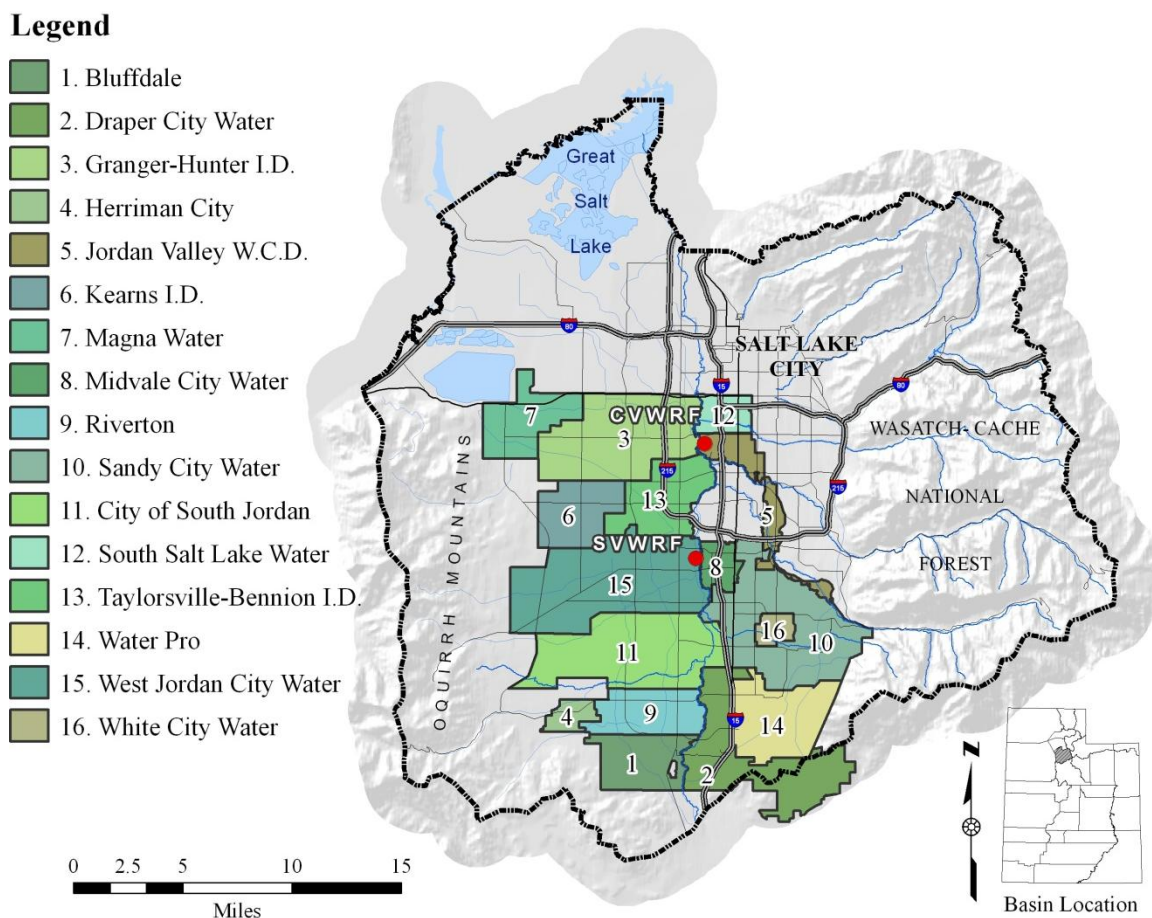 Legend
1. Bluffdale
2. Draper City Water
3. Granger-Hunter I.D.
4. Herriman City
5. Jordan Valley W.C.D.
6. Kearns I.D.
7. Magna Water
8. Midvale City Water
9. Riverton
10. Sandy City Water
11. City of South Jordan
12. South Salt Lake Water
13. Taylorsville-Bennion I.D.
14. Water Pro
15. West Jordan City Water
16. White City Water
Great
Salt
Lake
80
SALT LAKE
CITY
15
80
7
CVWRF
12
3
WASATCH-CACHE
215
215
NATIONAL
13
6
5
SVWRF
FOREST
8
15
16
10
11
OQUIRRH MOUNTAINS
4
9
15
14
1
2
N
0 2.5 5 10 15
Miles
Basin Location